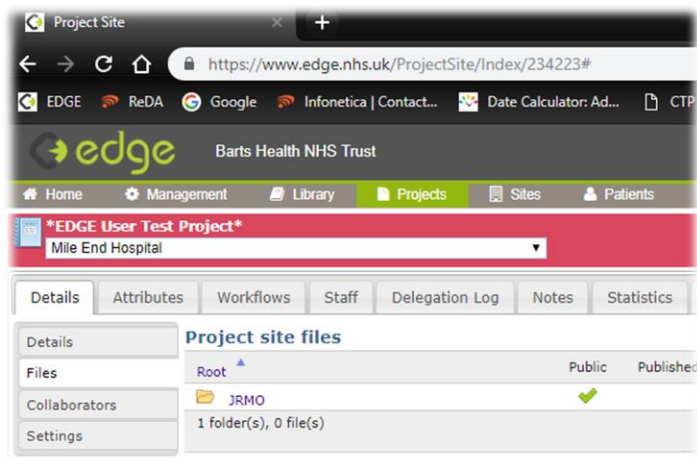 Project Site
https://www.edge.nhs.uk/ProjectSite/Index/234223#
EDGE ReDA Google Infonetica | Contact... Date Calculator: Ad... CTP
edge Barts Health NHS Trust
Home Management Library Projects Sites Patients
*EDGE User Test Project*
Mile End Hospital
Details Attributes Workflows Staff Delegation Log Notes Statistics
Details
Project site files
Files
Root Public Published
Collaborators
JRMO
Settings
1 folder(s), 0 file(s)